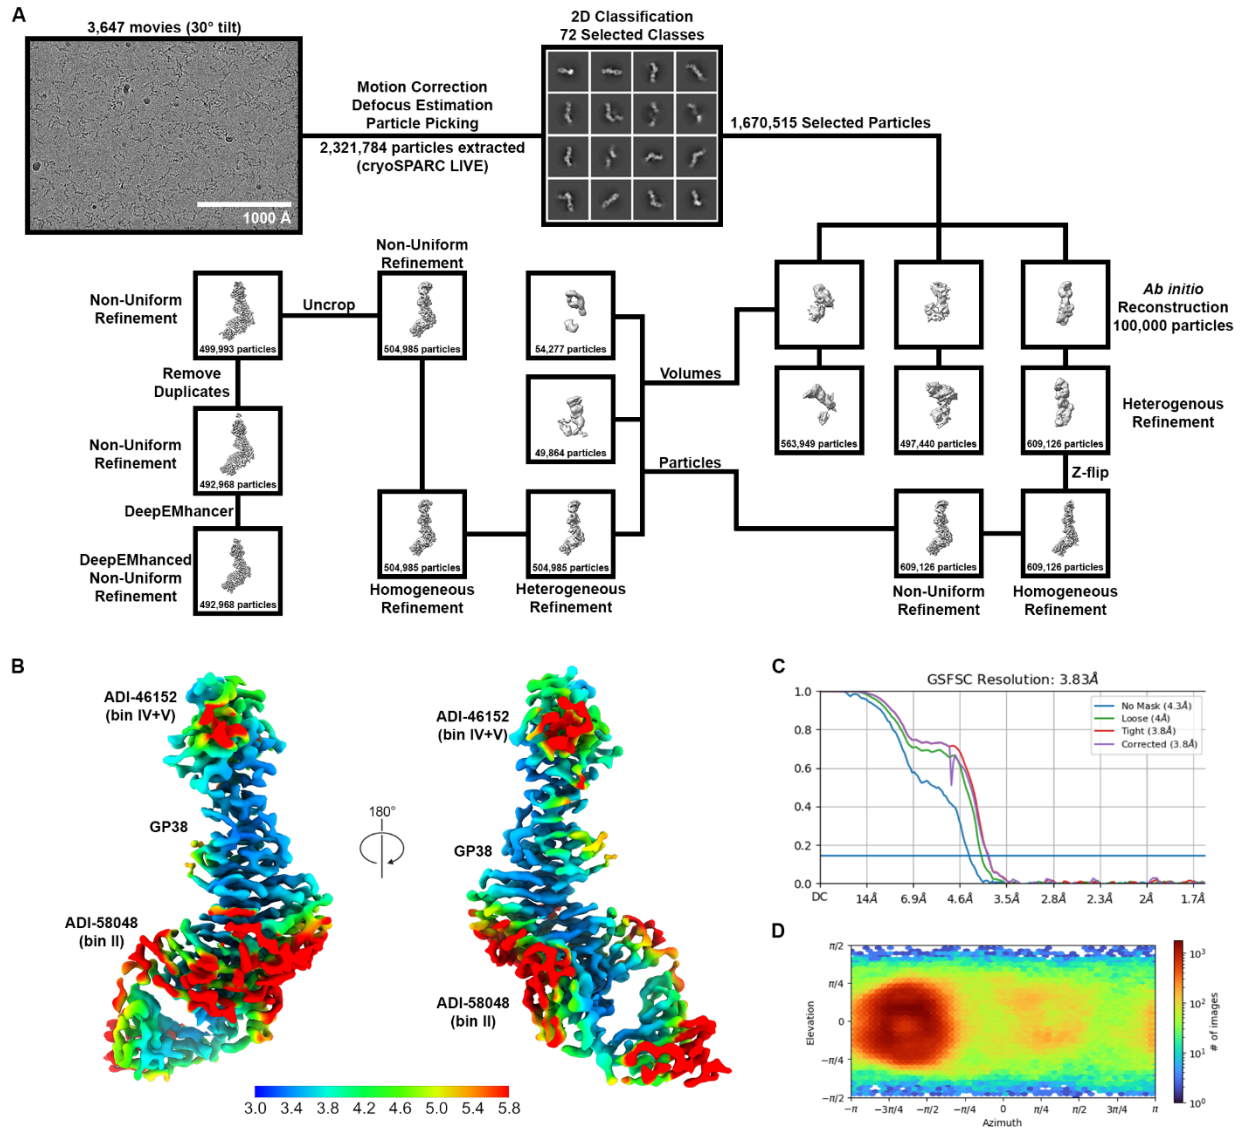 A
3,647 movies (30° tilt)
1000 Å
Motion Correction
Defocus Estimation
Particle Picking
2,321,784 particles extracted
(cryoSPARC LIVE)
2D Classification
72 Selected Classes
1,670,515 Selected Particles
Ab initio
Reconstruction
100,000 particles
563,949 particles
497,440 particles
609,126 particles
Heterogenous
Refinement
Z-flip
609,126 particles
Homogeneous
Refinement
609,126 particles
Non-Uniform
Refinement
Volumes
Particles
54,277 particles
49,864 particles
504,985 particles
Heterogeneous
Refinement
504,985 particles
Homogeneous
Refinement
Non-Uniform
Refinement
504,985 particles
Uncrop
Non-Uniform
Refinement
499,993 particles
Remove
Duplicates
Non-Uniform
Refinement
492,968 particles
DeepEMhancer
DeepEMhanced
Non-Uniform
Refinement
492,968 particles
B
ADI-46152
(bin IV+V)
GP38
ADI-58048
(bin II)
180°
ADI-46152
(bin IV+V)
GP38
ADI-58048
(bin II)
3.0 3.4 3.8 4.2 4.6 5.0 5.4 5.8
C
GSFSC Resolution: 3.83Å
1.0
0.8
0.6
0.4
0.2
0.0
No Mask (4.3Å)
Loose (4Å)
Tight (3.8Å)
Corrected (3.8Å)
DC 14Å 6.9Å 4.6Å 3.5Å 2.8Å 2.3Å 2Å 1.7Å
D
Elevation
π/2
π/4
0
−π/4
−π/2
−π −3π/4 −π/2 −π/4 0 π/4 π/2 3π/4 π
Azimuth
10³
10²
10¹
10⁰
# of images